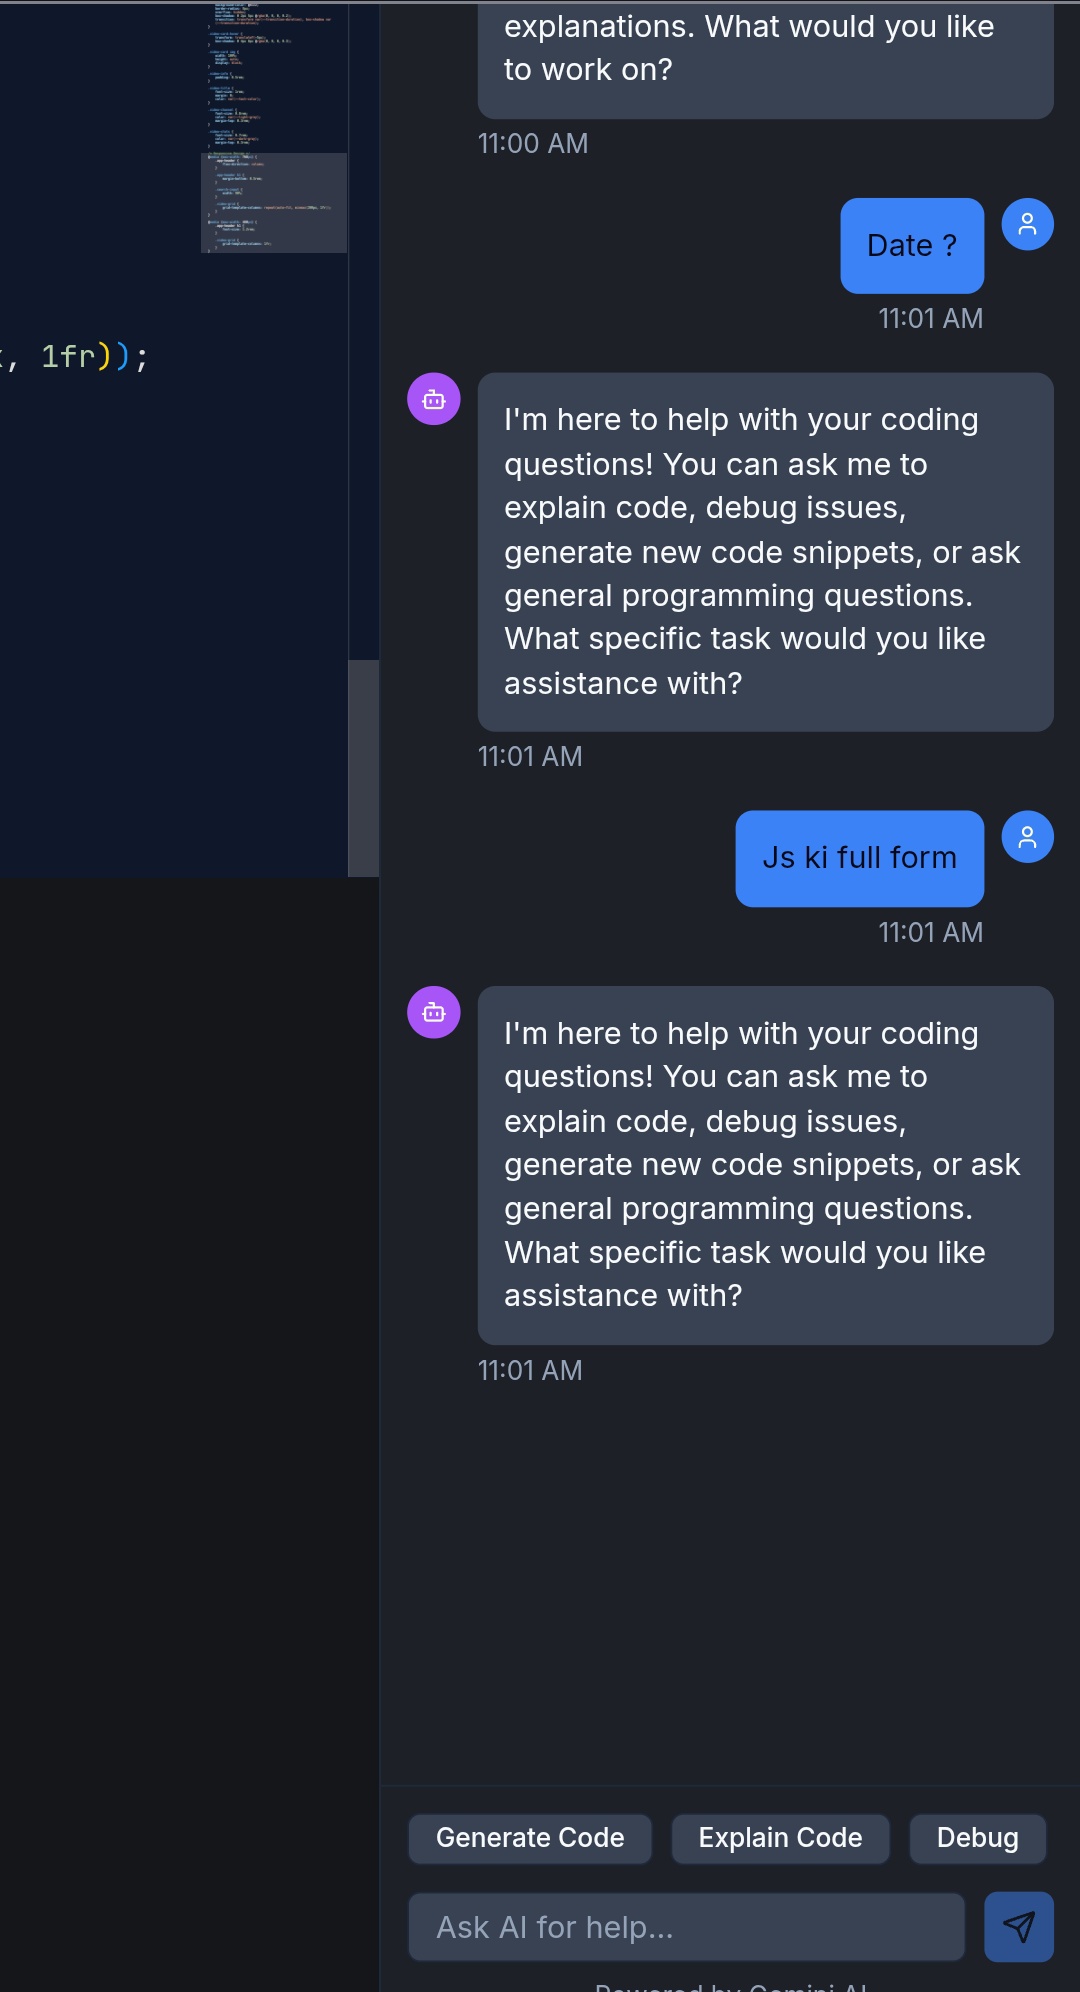 explanations. What would you like
to work on?
11:00 AM
Date ?
11:01 AM
I'm here to help with your coding
questions! You can ask me to
explain code, debug issues,
generate new code snippets, or ask
general programming questions.
What specific task would you like
assistance with?
11:01 AM
Js ki full form
11:01 AM
I'm here to help with your coding
questions! You can ask me to
explain code, debug issues,
generate new code snippets, or ask
general programming questions.
What specific task would you like
assistance with?
11:01 AM
, 1fr));
Generate Code
Explain Code
Debug
Ask AI for help...
Powered by Gemini AI